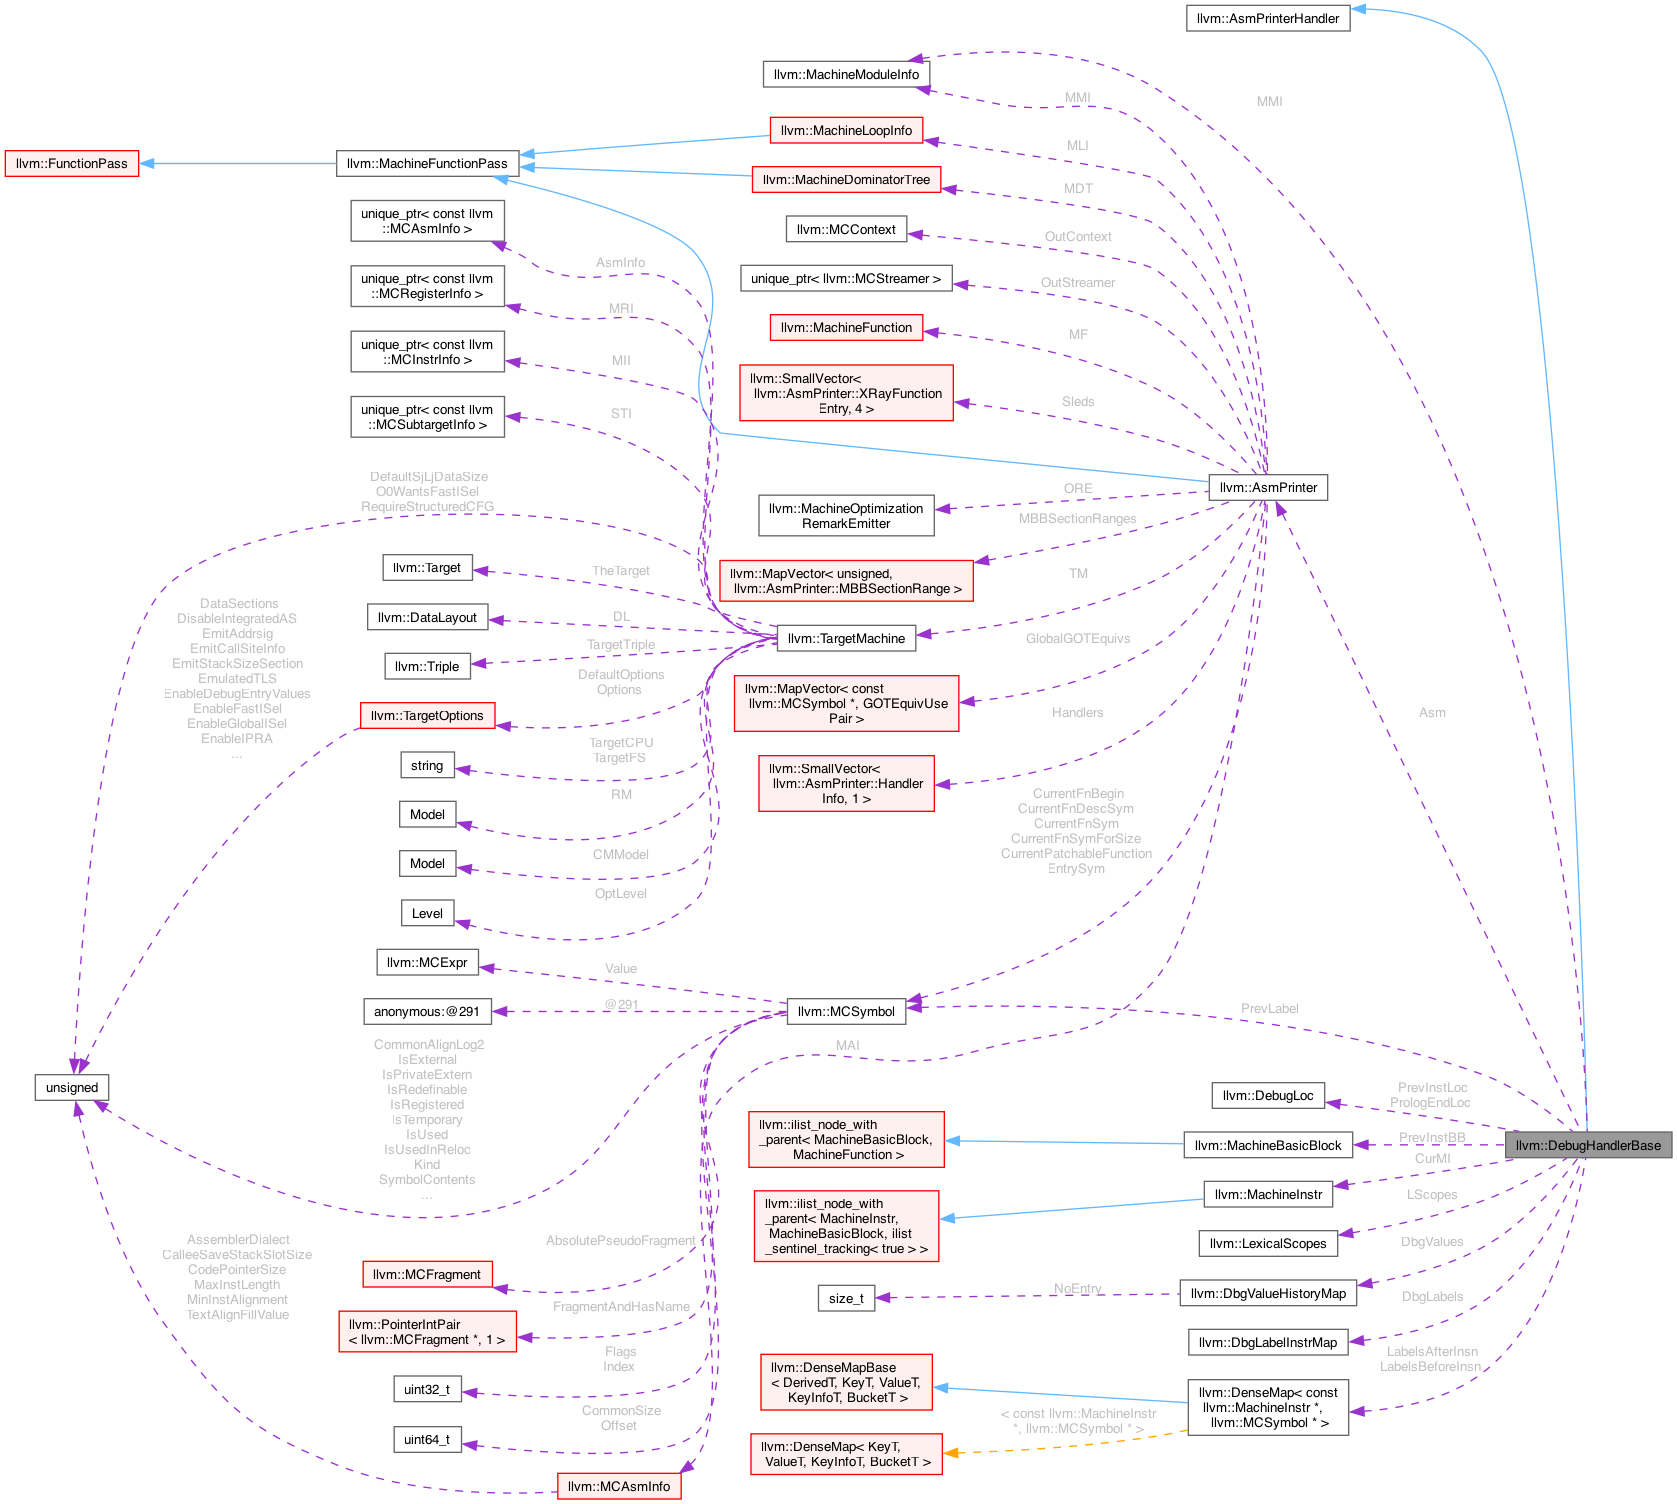 llvm::AsmPrinterHandler
llvm::MachineModuleInfo
MMI
MMI
llvm::MachineLoopInfo
MLI
llvm::FunctionPass
llvm::MachineFunctionPass
llvm::MachineDominatorTree
MDT
unique_ptr< const llvm
::MCAsmInfo >
llvm::MCContext
OutContext
AsmInfo
unique_ptr< const llvm
::MCRegisterInfo >
unique_ptr< llvm::MCStreamer >
OutStreamer
MRI
llvm::MachineFunction
MF
unique_ptr< const llvm
::MCInstrInfo >
MII
llvm::SmallVector<
llvm::AsmPrinter::XRayFunction
Entry, 4 >
Sleds
unique_ptr< const llvm
::MCSubtargetInfo >
STI
DefaultSjLjDataSize
O0WantsFastISel
RequireStructuredCFG
llvm::AsmPrinter
ORE
llvm::MachineOptimization
RemarkEmitter
MBBSectionRanges
llvm::Target
TheTarget
llvm::MapVector< unsigned,
llvm::AsmPrinter::MBBSectionRange >
TM
DataSections
DisableIntegratedAS
EmitAddrsig
EmitCallSiteInfo
EmitStackSizeSection
EmulatedTLS
EnableDebugEntryValues
EnableFastISel
EnableGlobalISel
EnableIPRA
...
llvm::DataLayout
DL
llvm::TargetMachine
GlobalGOTEquivs
llvm::Triple
TargetTriple
DefaultOptions
Options
llvm::TargetOptions
llvm::MapVector< const
llvm::MCSymbol *, GOTEquivUse
Pair >
Handlers
Asm
string
TargetCPU
TargetFS
llvm::SmallVector<
llvm::AsmPrinter::Handler
Info, 1 >
RM
Model
CurrentFnBegin
CurrentFnDescSym
CurrentFnSym
CurrentFnSymForSize
CurrentPatchableFunction
EntrySym
Model
CMModel
OptLevel
Level
llvm::MCExpr
Value
anonymous:@291
@291
llvm::MCSymbol
PrevLabel
MAI
CommonAlignLog2
IsExternal
IsPrivateExtern
IsRedefinable
IsRegistered
IsTemporary
IsUsed
IsUsedInReloc
Kind
SymbolContents
...
unsigned
llvm::DebugLoc
PrevInstLoc
PrologEndLoc
llvm::ilist_node_with
_parent< MachineBasicBlock,
MachineFunction >
llvm::MachineBasicBlock
PrevInstBB
llvm::DebugHandlerBase
CurMI
llvm::MachineInstr
LScopes
llvm::ilist_node_with
_parent< MachineInstr,
MachineBasicBlock, ilist
_sentinel_tracking< true > >
llvm::LexicalScopes
DbgValues
AssemblerDialect
CalleeSaveStackSlotSize
CodePointerSize
MaxInstLength
MinInstAlignment
TextAlignFillValue
AbsolutePseudoFragment
llvm::MCFragment
size_t
NoEntry
llvm::DbgValueHistoryMap
DbgLabels
FragmentAndHasName
llvm::PointerIntPair
< llvm::MCFragment *, 1 >
llvm::DbgLabelInstrMap
LabelsAfterInsn
LabelsBeforeInsn
Flags
Index
uint32_t
llvm::DenseMapBase
< DerivedT, KeyT, ValueT,
KeyInfoT, BucketT >
llvm::DenseMap< const
llvm::MachineInstr *,
llvm::MCSymbol * >
CommonSize
Offset
uint64_t
< const llvm::MachineInstr
*, llvm::MCSymbol * >
llvm::DenseMap< KeyT,
ValueT, KeyInfoT, BucketT >
llvm::MCAsmInfo